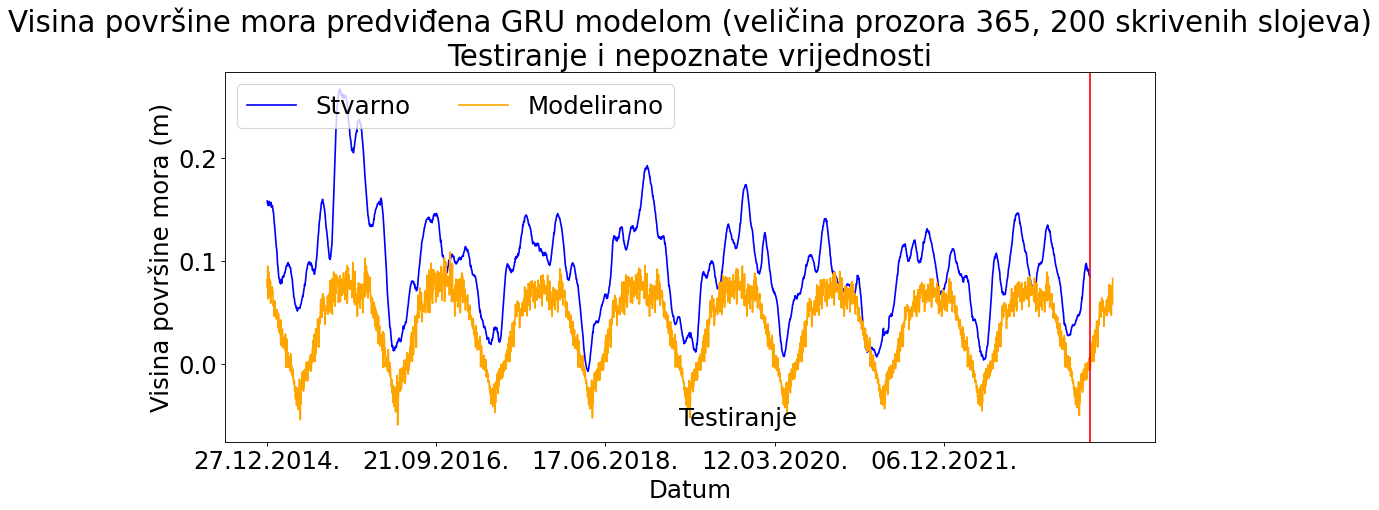 Visina površine mora predviđena GRU modelom (veličina prozora 365, 200 skrivenih slojeva)
Testiranje i nepoznate vrijednosti
Stvarno Modelirano
Visina površine mora (m)
0.2
0.1
0.0
Testiranje
27.12.2014. 21.09.2016. 17.06.2018. 12.03.2020. 06.12.2021.
Datum